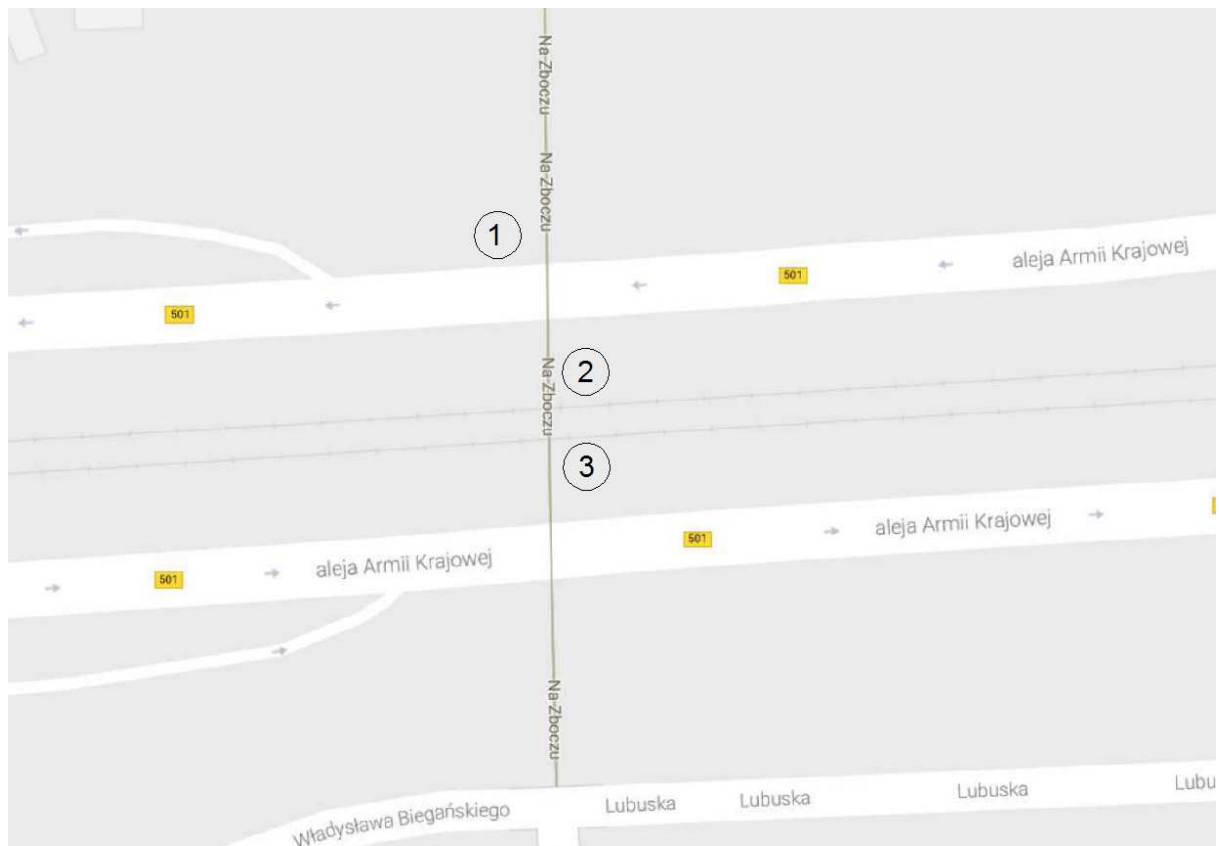 Na Zboczu
Na Zboczu
1
aleja Armii Krajowej
501
501
Na Zboczu
2
3
aleja Armii Krajowej
501
aleja Armii Krajowej
501
Na Zboczu
Władysława Biegańskiego
Lubuska
Lubuska
Lubuska
Lubu